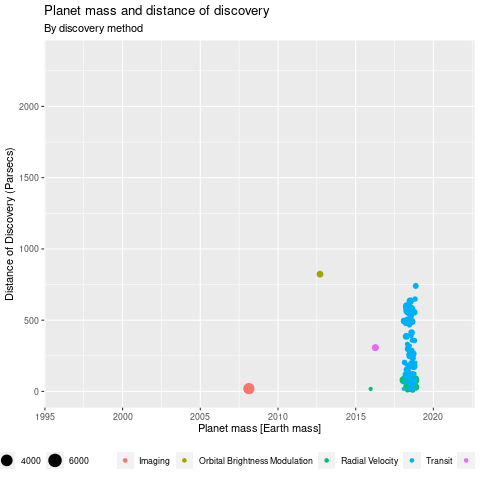 Planet mass and distance of discovery
By discovery method
2000
1500
1000
500
0
Distance of Discovery (Parsecs)
1995 2000 2005 2010 2015 2020
Planet mass [Earth mass]
4000 6000 Imaging Orbital Brightness Modulation Radial Velocity Transit